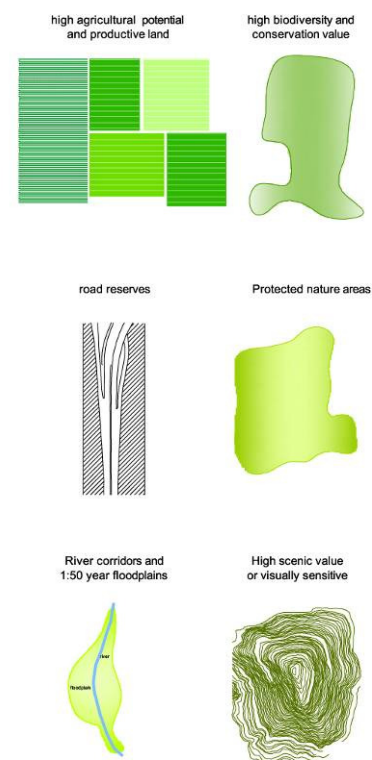 high agricultural potential
and productive land
high biodiversity and
conservation value
road reserves
Protected nature areas
River corridors and
1:50 year floodplains
High scenic value
or visually sensitive
river
floodplain